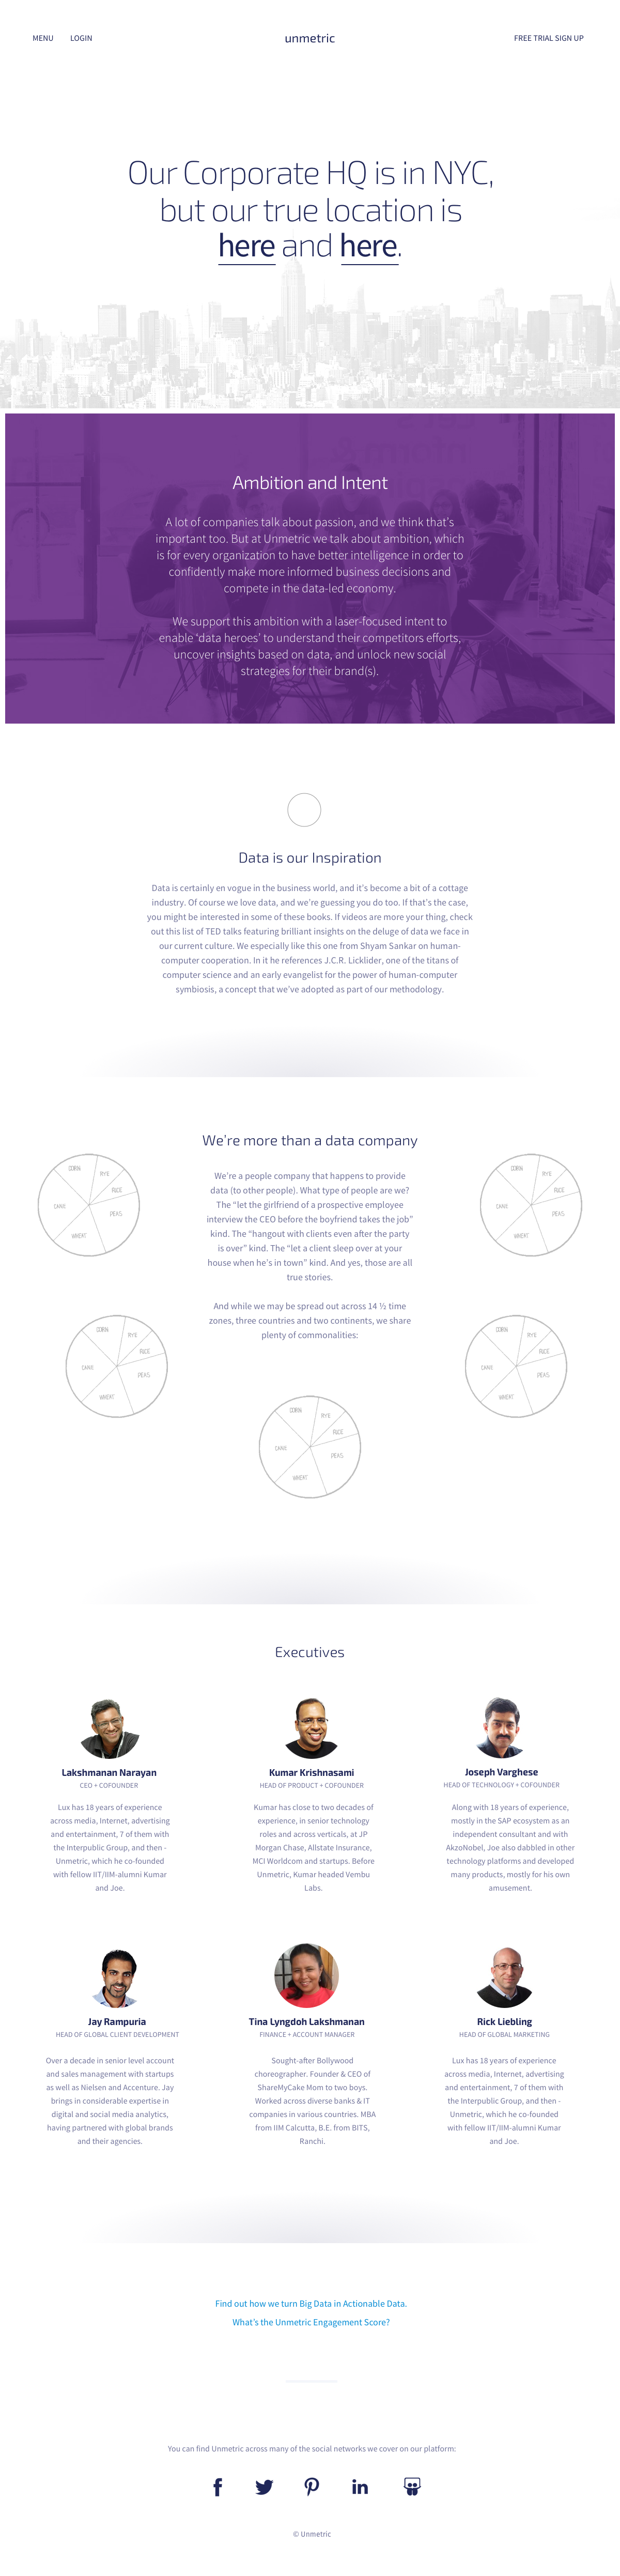 MENU
LOGIN
unmetric
FREE TRIAL SIGN UP
Our Corporate HQ is in NYC,
but our true location is
here and here.
Ambition and Intent
A lot of companies talk about passion, and we think that's
important too. But at Unmetric we talk about ambition, which
is for every organization to have better intelligence in order to
confidently make more informed business decisions and
compete in the data-led economy.
We support this ambition with a laser-focused intent to
enable 'data heroes' to understand their competitors efforts,
uncover insights based on data, and unlock new social
strategies for their brand(s).
Data is our Inspiration
Data is certainly en vogue in the business world, and it's become a bit of a cottage
industry. Of course we love data, and we're guessing you do too. If that's the case,
you might be interested in some of these books. If videos are more your thing, check
out this list of TED talks featuring brilliant insights on the deluge of data we face in
our current culture. We especially like this one from Shyam Sankar on human-
computer cooperation. In it he references J.C.R. Licklider, one of the titans of
computer science and an early evangelist for the power of human-computer
symbiosis, a concept that we've adopted as part of our methodology.
We're more than a data company
We're a people company that happens to provide
data (to other people). What type of people are we?
The "let the girlfriend of a prospective employee
interview the CEO before the boyfriend takes the job"
kind. The "hangout with clients even after the party
is over" kind. The "let a client sleep over at your
house when he's in town" kind. And yes, those are all
true stories.
And while we may be spread out across 14 ½ time
zones, three countries and two continents, we share
plenty of commonalities:
CORN
RYE
RICE
PEAS
WHEAT
CORN
RYE
RICE
PEAS
WHEAT
CORN
RYE
RICE
PEAS
WHEAT
CORN
RYE
RICE
PEAS
WHEAT
CORN
RYE
RICE
PEAS
WHEAT
Executives
Lakshmanan Narayan
CEO + COFOUNDER
Lux has 18 years of experience
across media, Internet, advertising
and entertainment, 7 of them with
the Interpublic Group, and then -
Unmetric, which he co-founded
with fellow IIT/IIM-alumni Kumar
and Joe.
Kumar Krishnasami
HEAD OF PRODUCT + COFOUNDER
Kumar has close to two decades of
experience, in senior technology
roles and across verticals, at JP
Morgan Chase, Allstate Insurance,
MCI Worldcom and startups. Before
Unmetric, Kumar headed Vembu
Labs.
Joseph Varghese
HEAD OF TECHNOLOGY + COFOUNDER
Along with 18 years of experience,
mostly in the SAP ecosystem as an
independent consultant and with
AkzoNobel, Joe also dabbled in other
technology platforms and developed
many products, mostly for his own
amusement.
Jay Rampuria
HEAD OF GLOBAL CLIENT DEVELOPMENT
Over a decade in senior level account
and sales management with startups
as well as Nielsen and Accenture. Jay
brings in considerable expertise in
digital and social media analytics,
having partnered with global brands
and their agencies.
Tina Lyngdoh Lakshmanan
FINANCE + ACCOUNT MANAGER
Sought-after Bollywood
choreographer. Founder & CEO of
ShareMyCake Mom to two boys.
Worked across diverse banks & IT
companies in various countries. MBA
from IIM Calcutta, B.E. from BITS,
Ranchi.
Rick Liebling
HEAD OF GLOBAL MARKETING
Lux has 18 years of experience
across media, Internet, advertising
and entertainment, 7 of them with
the Interpublic Group, and then -
Unmetric, which he co-founded
with fellow IIT/IIM-alumni Kumar
and Joe.
Find out how we turn Big Data in Actionable Data.
What's the Unmetric Engagement Score?
You can find Unmetric across many of the social networks we cover on our platform:
© Unmetric